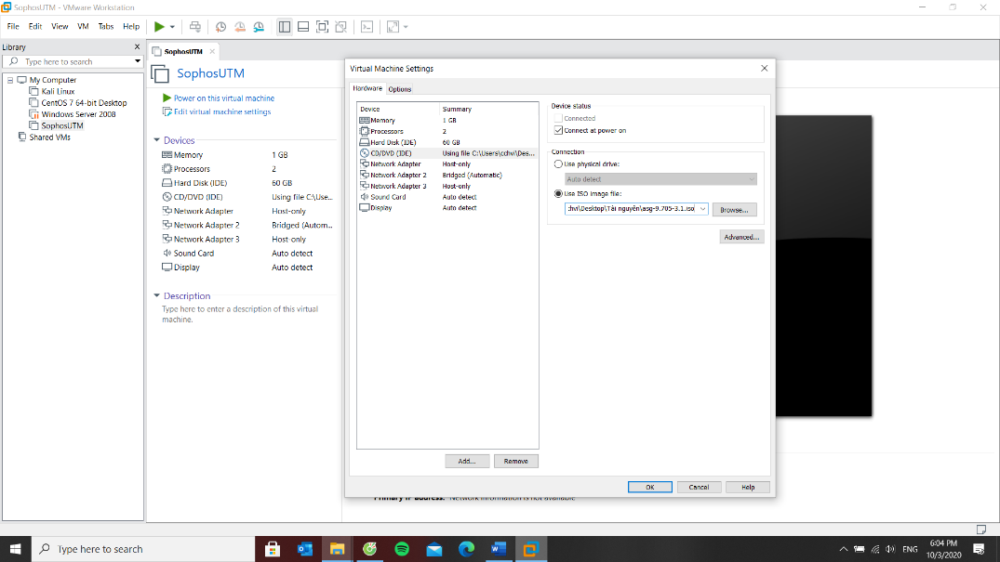 SophosUTM - VMware Workstation
File Edit View VM Tabs Help
Library
Type here to search
My Computer
Kali Linux
CentOS 7 64-bit Desktop
Windows Server 2008
SophosUTM
Shared VMs
SophosUTM
SophosUTM
Power on this virtual machine
Edit virtual machine settings
Devices
Memory 1 GB
Processors 2
Hard Disk (IDE) 60 GB
CD/DVD (IDE) Using file C:\Use...
Network Adapter Host-only
Network Adapter 2 Bridged (Autom...
Network Adapter 3 Host-only
Sound Card Auto detect
Display Auto detect
Description
Type here to enter a description of this virtual
machine.
Virtual Machine Settings
Hardware Options
Device Summary
Memory 1 GB
Processors 2
Hard Disk (IDE) 60 GB
CD/DVD (IDE) Using file C:\Users\cdhvi\Des...
Network Adapter Host-only
Network Adapter 2 Bridged (Automatic)
Network Adapter 3 Host-only
Sound Card Auto detect
Display Auto detect
Add... Remove
Device status
Connected
Connect at power on
Connection
Use physical drive:
Auto detect
Use ISO image file:
:hvi\Desktop\Tài nguyên\asg-9.705-3.1.iso
Browse...
Advanced...
OK Cancel Help
Primary IP address: Network information is not available
Type here to search
ENG
6:04 PM
10/3/2020